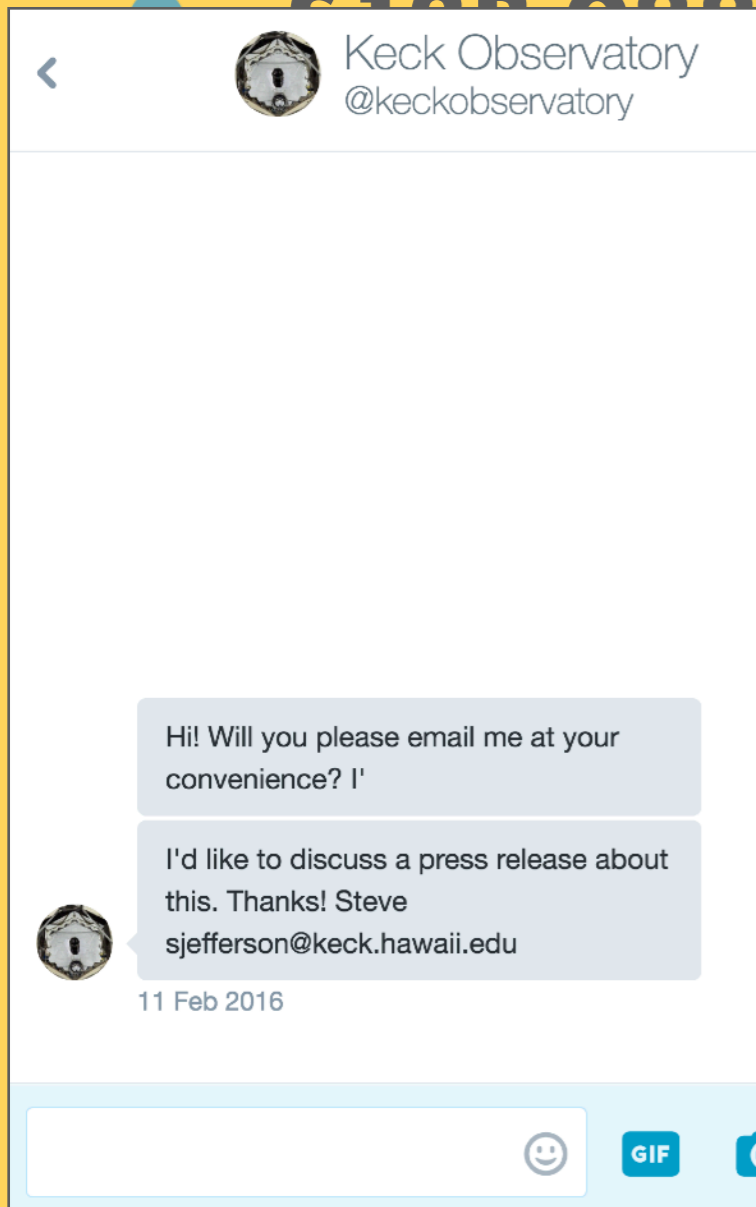 Keck Observatory
@keckobservatory
Hi! Will you please email me at your
convenience? I'
I'd like to discuss a press release about
this. Thanks! Steve
sjefferson@keck.hawaii.edu
11 Feb 2016
GIF